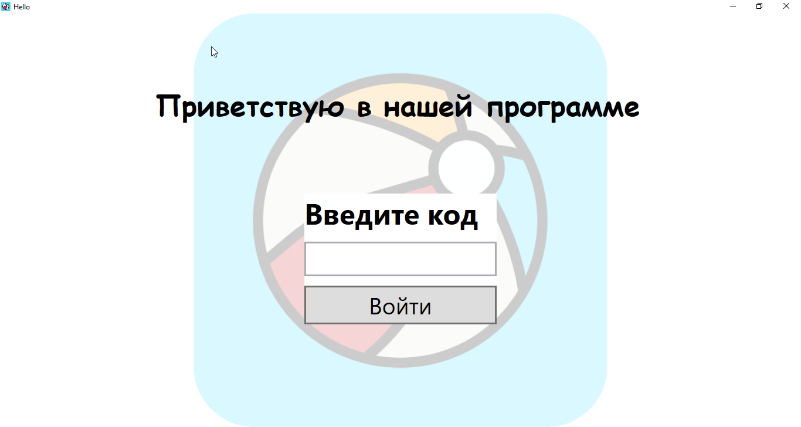 Hello
Приветствую в нашей программе
Введите код
Войти